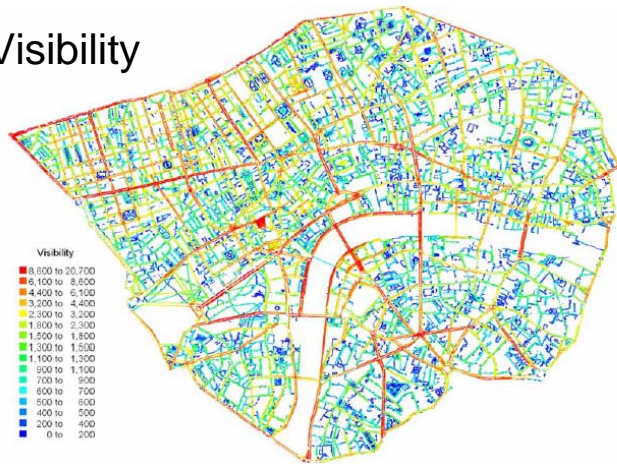 Visibility
Visibility
8,600 to 20,700
6,100 to 8,600
4,400 to 6,100
3,200 to 4,400
2,300 to 3,200
1,800 to 2,300
1,500 to 1,800
1,300 to 1,500
1,100 to 1,300
900 to 1,100
700 to 900
600 to 700
500 to 600
400 to 500
200 to 400
0 to 200